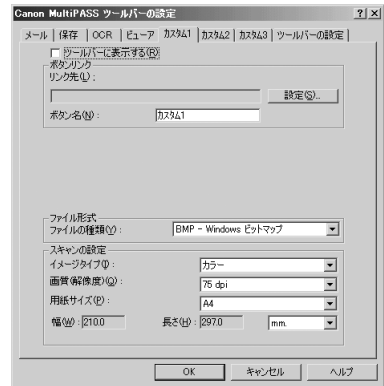 Canon MultiPASS ツールバーの設定
メール 保存 OCR ビューア カスタム1 カスタム2 カスタム3 ツールバーの設定
ツールバーに表示する(R)
ボタンリンク
リンク先(L):
設定(S)..
ボタン名(N): カスタム1
ファイル形式
ファイルの種類(Y): BMP - Windows ビットマップ
スキャンの設定
イメージタイプ(I): カラー
画質(解像度)(Q): 75 dpi
用紙サイズ(P): A4
幅(W): 210.0 長さ(H): 297.0 mm.
OK キャンセル ヘルプ